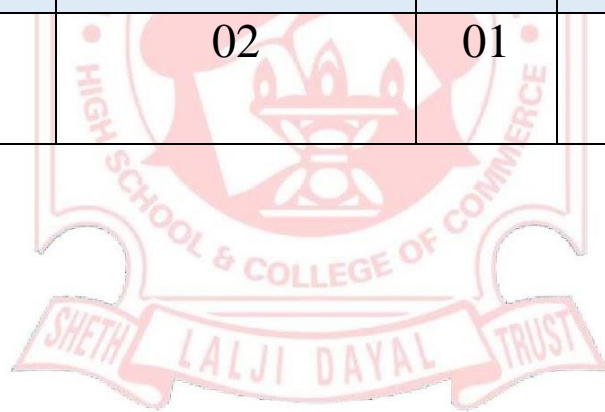 02 01
HIGH SCHOOL & COLLEGE OF COMMERCE
SHETH LALJI DAYAL TRUST